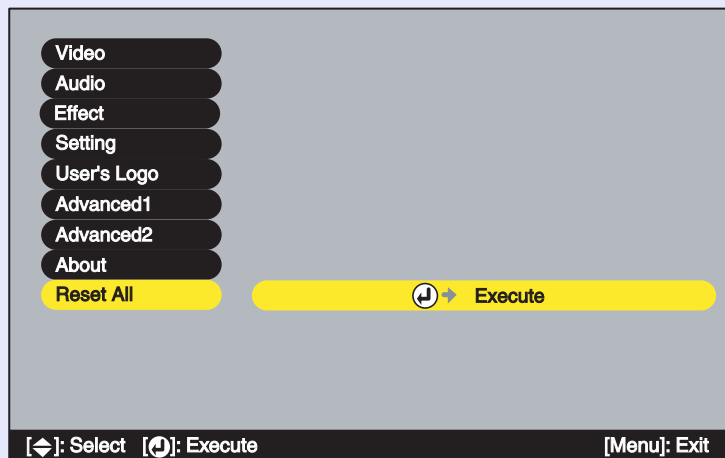 Video
Audio
Effect
Setting
User's Logo
Advanced1
Advanced2
About
Reset All
Execute
[]: Select []: Execute [Menu]: Exit